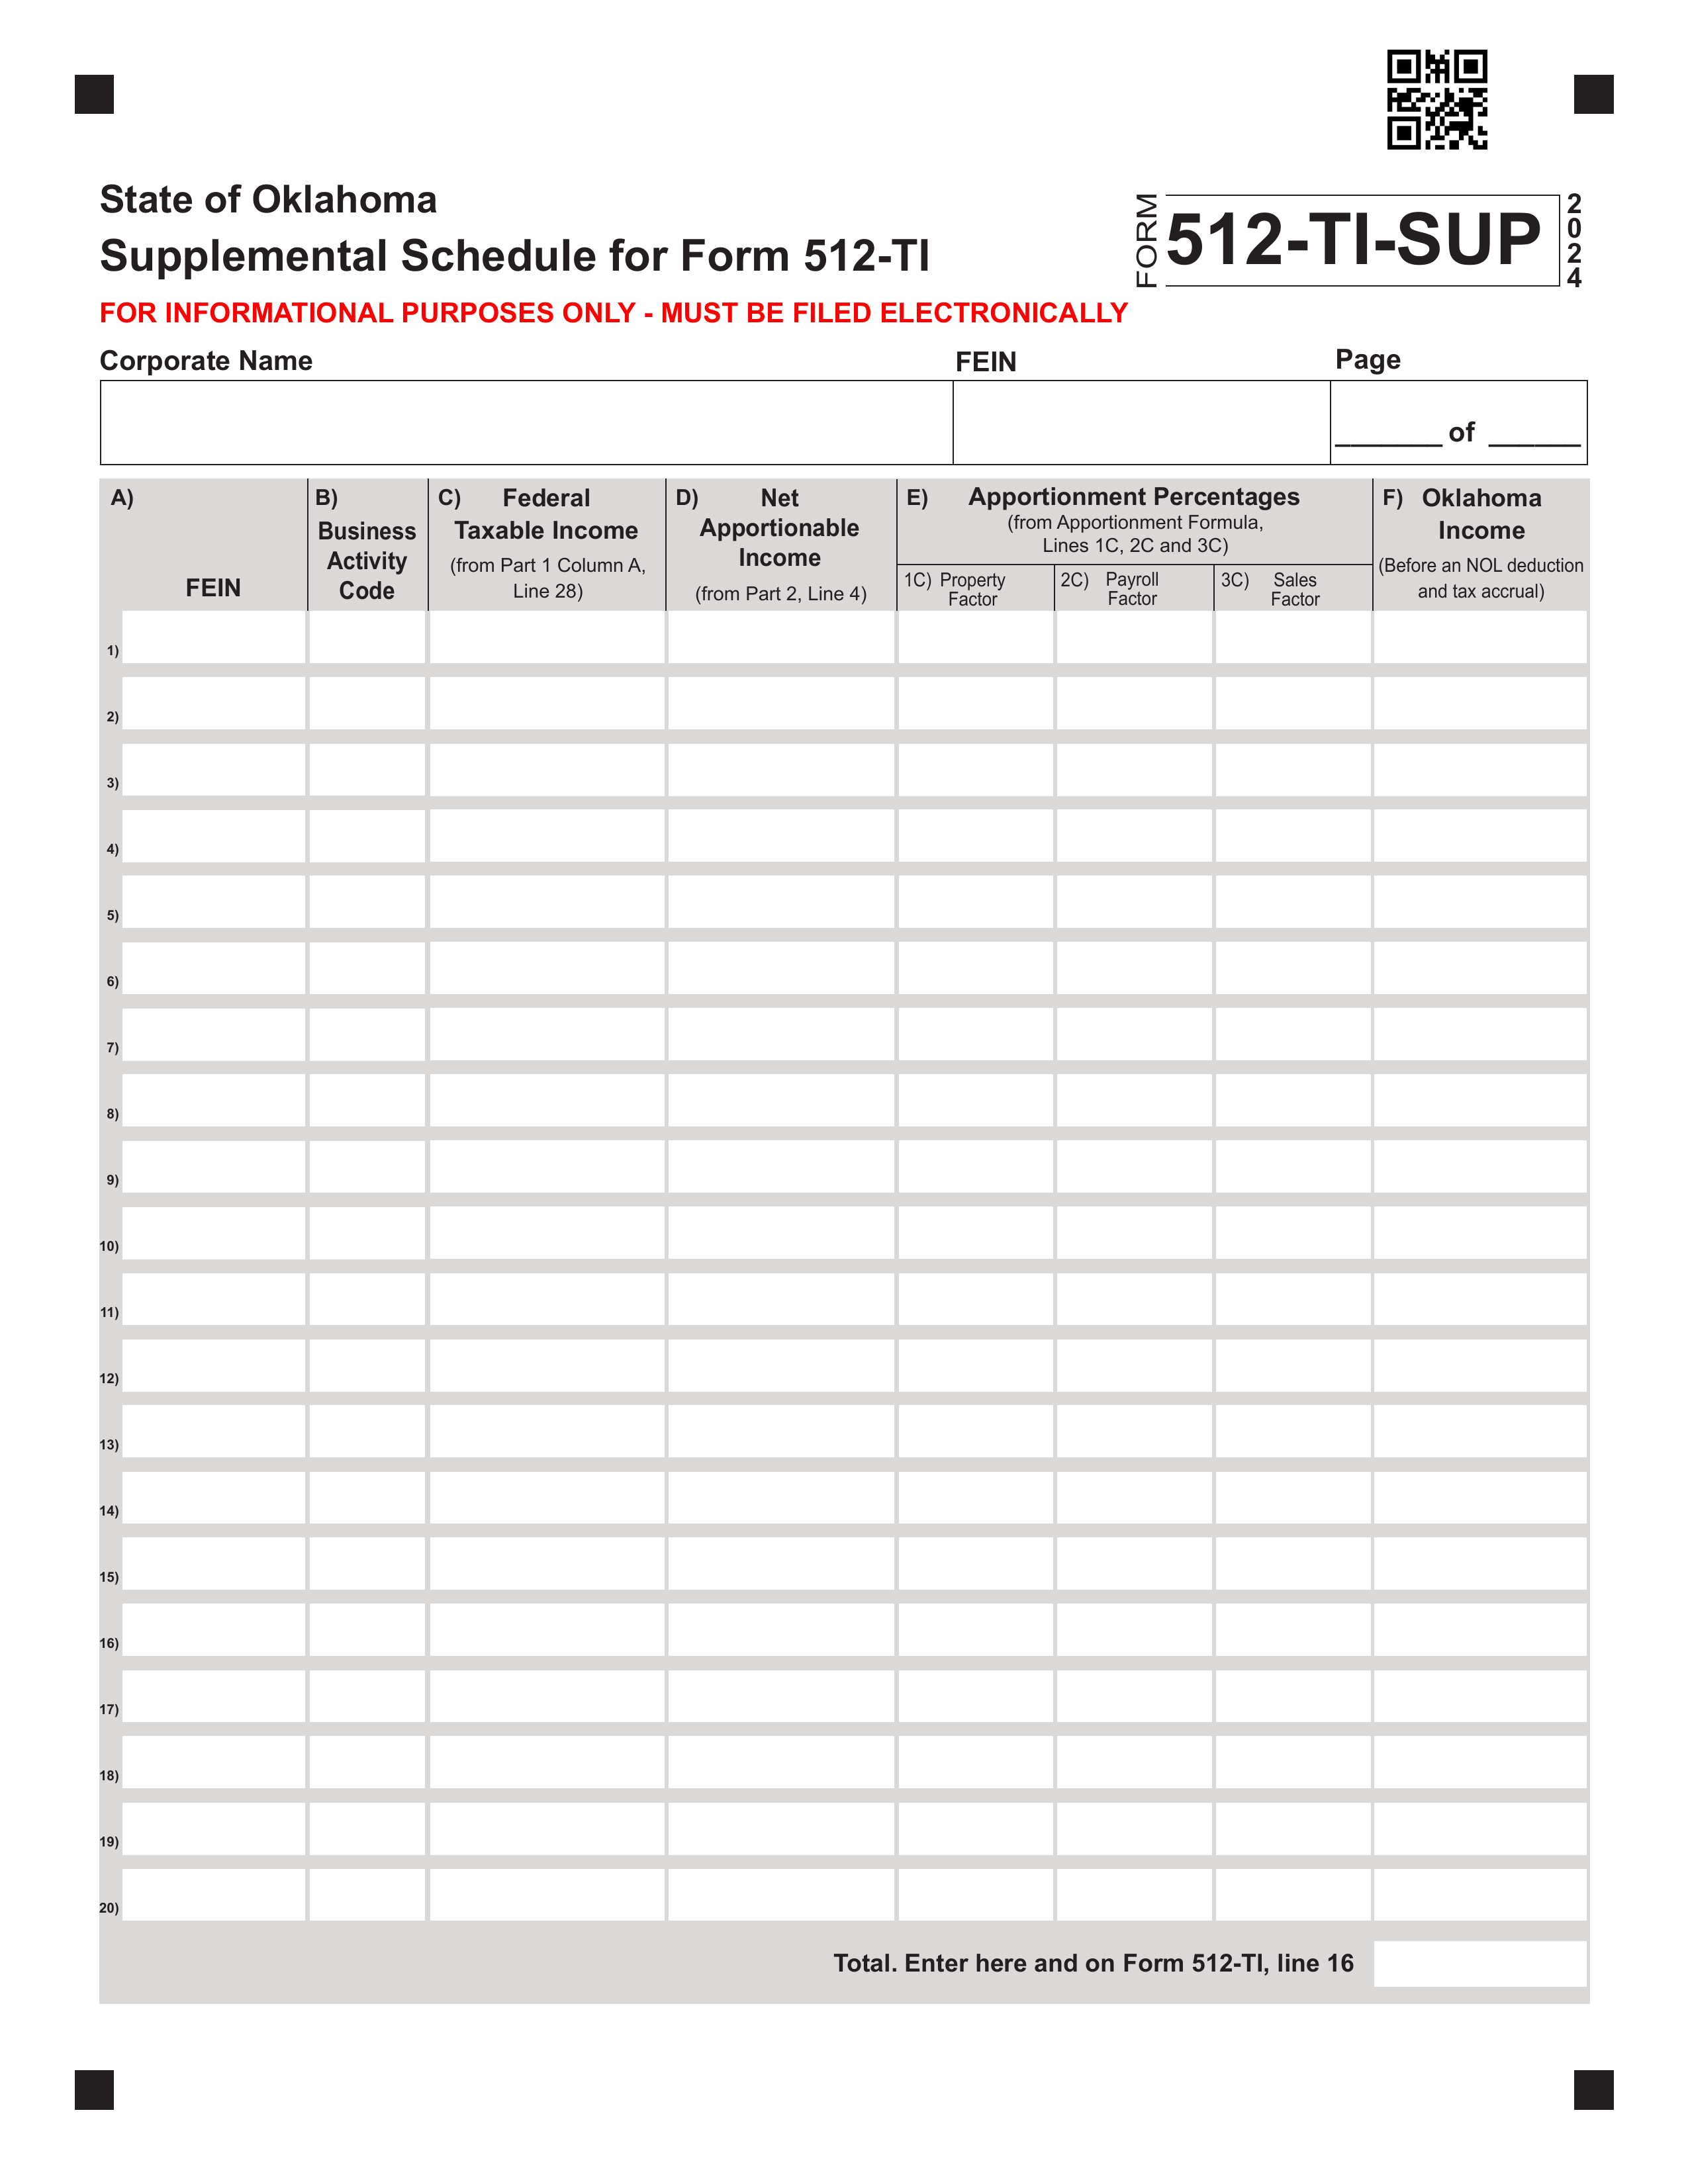 State of Oklahoma
Supplemental Schedule for Form 512-TI
FORM
512-TI-SUP
2024
FOR INFORMATIONAL PURPOSES ONLY - MUST BE FILED ELECTRONICALLY
Corporate Name
FEIN
Page
_______ of ______
A)
FEIN
B)
Business
Activity
Code
C) Federal
Taxable Income
(from Part 1 Column A,
Line 28)
D) Net
Apportionable
Income
(from Part 2, Line 4)
E) Apportionment Percentages
(from Apportionment Formula,
Lines 1C, 2C and 3C)
1C) Property
Factor
2C) Payroll
Factor
3C) Sales
Factor
F) Oklahoma
Income
(Before an NOL deduction
and tax accrual)
1)
2)
3)
4)
5)
6)
7)
8)
9)
10)
11)
12)
13)
14)
15)
16)
17)
18)
19)
20)
Total. Enter here and on Form 512-TI, line 16